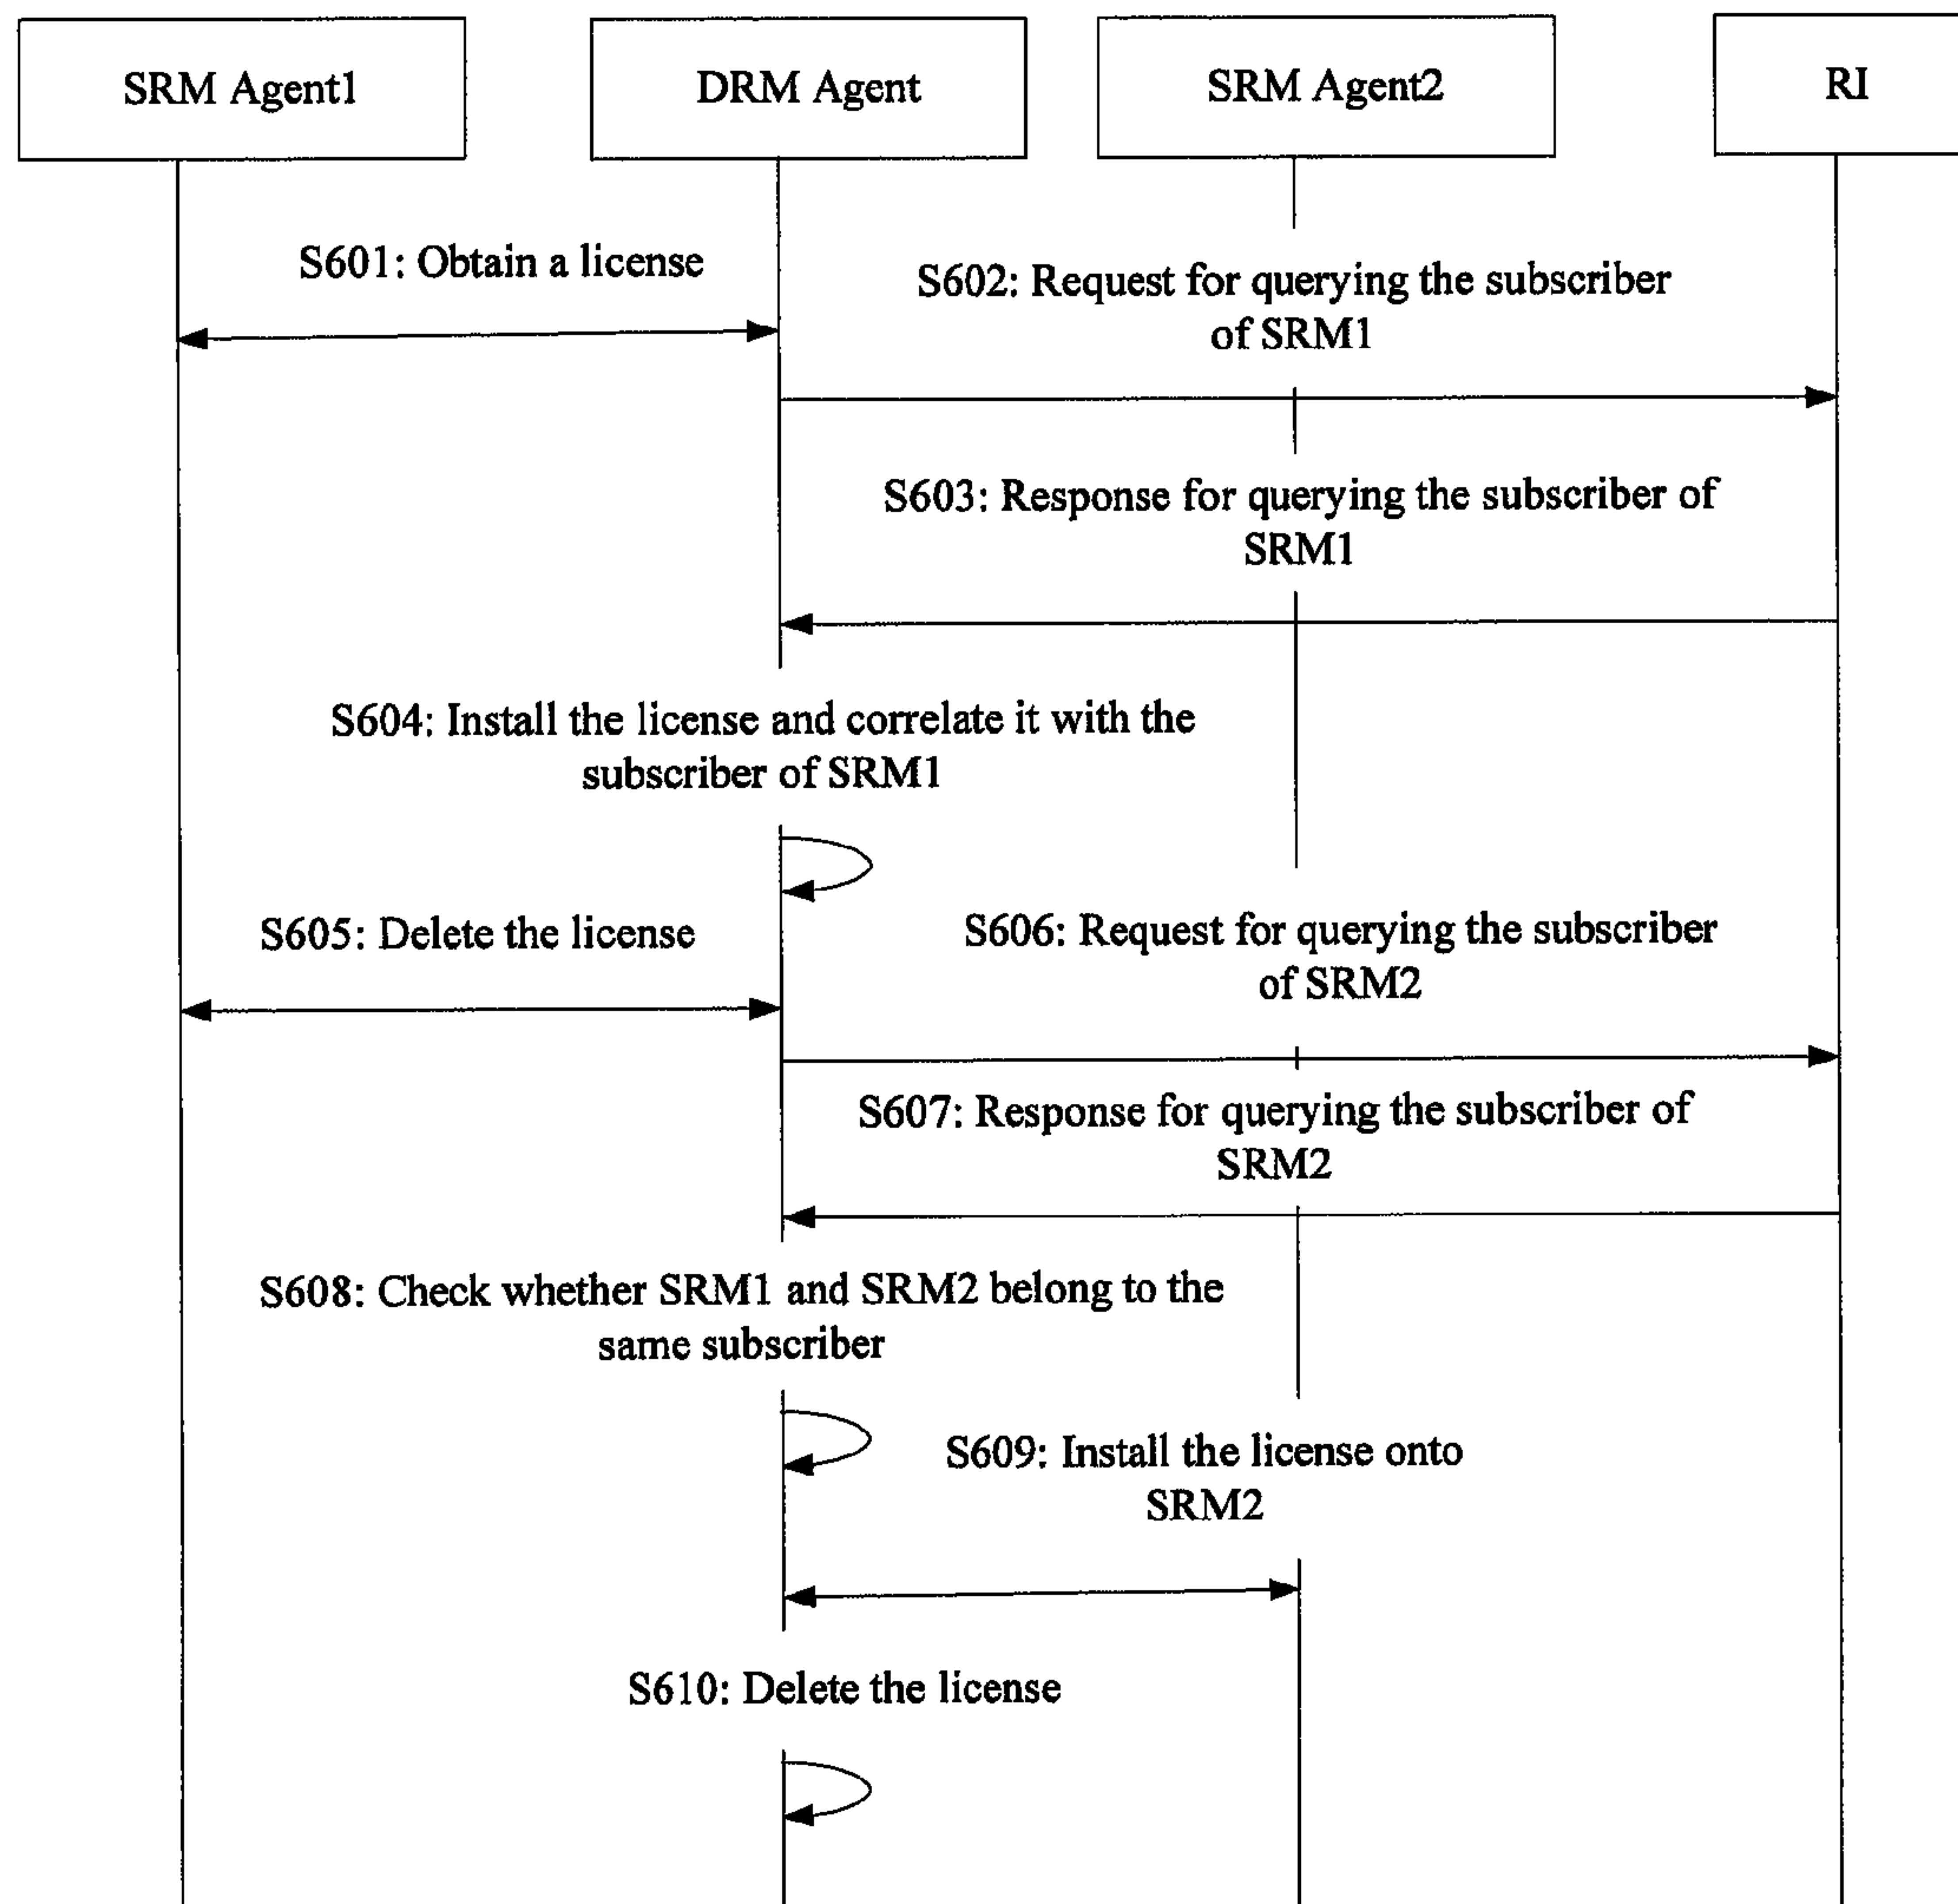 SRM Agent1
DRM Agent
SRM Agent2
RI
S601: Obtain a license
S602: Request for querying the subscriber
of SRM1
S603: Response for querying the subscriber of
SRM1
S604: Install the license and correlate it with the
subscriber of SRM1
S605: Delete the license
S606: Request for querying the subscriber
of SRM2
S607: Response for querying the subscriber of
SRM2
S608: Check whether SRM1 and SRM2 belong to the
same subscriber
S609: Install the license onto
SRM2
S610: Delete the license